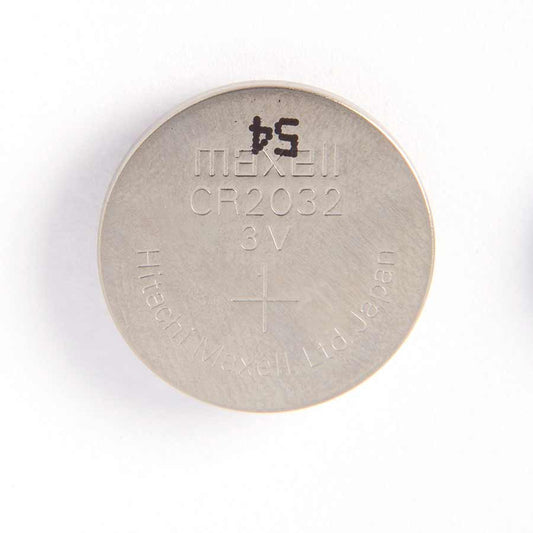 54
maxell
CR2032
3V
+
Hitachi Maxell, Ltd. Japan